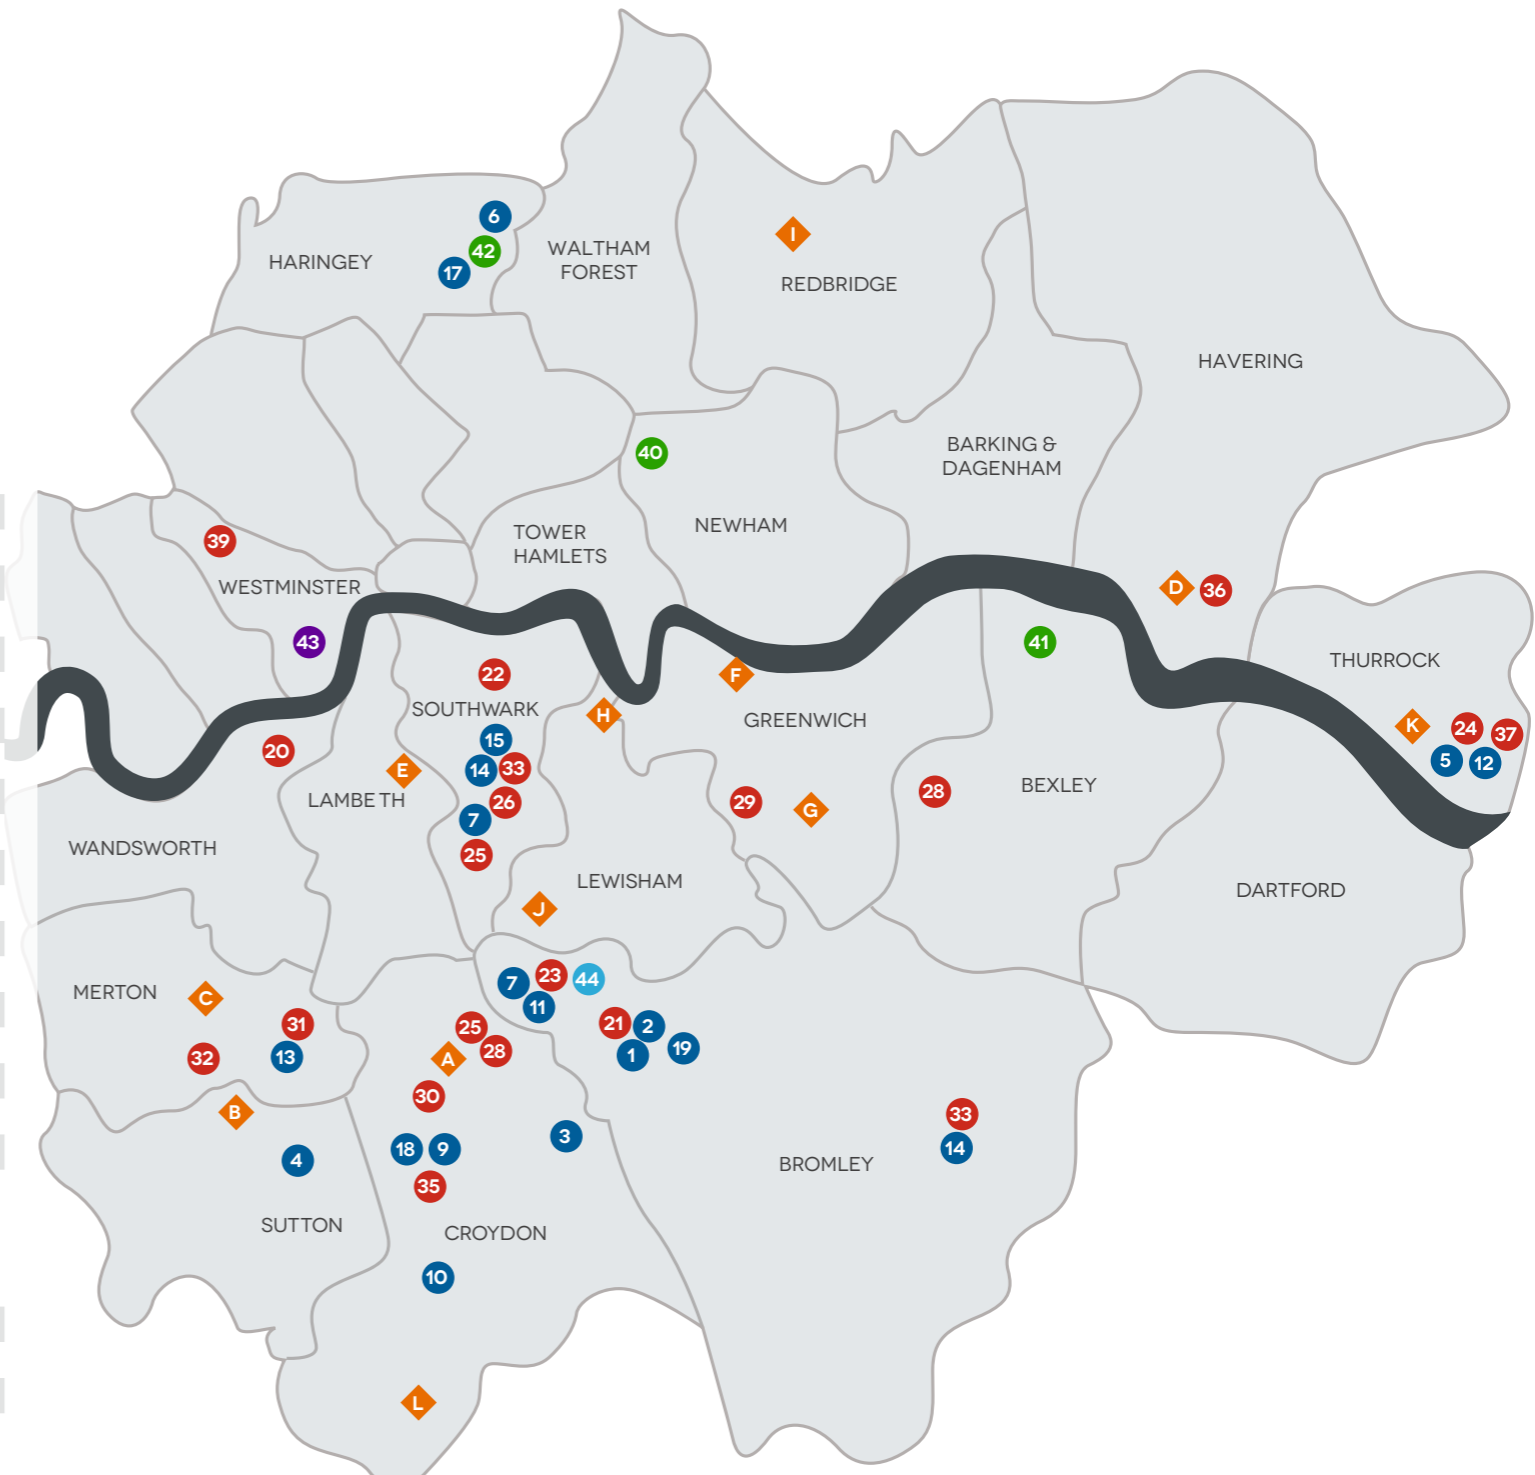 6
42
HARINGEY
17
WALTHAM
FOREST
I
REDBRIDGE
HAVERING
40
BARKING &
DAGENHAM
NEWHAM
TOWER
HAMLETS
39
WESTMINSTER
43
D
36
41
THURROCK
22
F
SOUTHWARK
H
GREENWICH
K
24
37
5
12
20
15
E
14
33
LAMBETH
26
7
25
29
G
28
BEXLEY
WANDSWORTH
LEWISHAM
J
DARTFORD
MERTON
C
31
32
13
7
23
44
11
21
2
1
19
25
28
A
30
B
4
18
9
3
35
33
14
BROMLEY
SUTTON
CROYDON
10
L